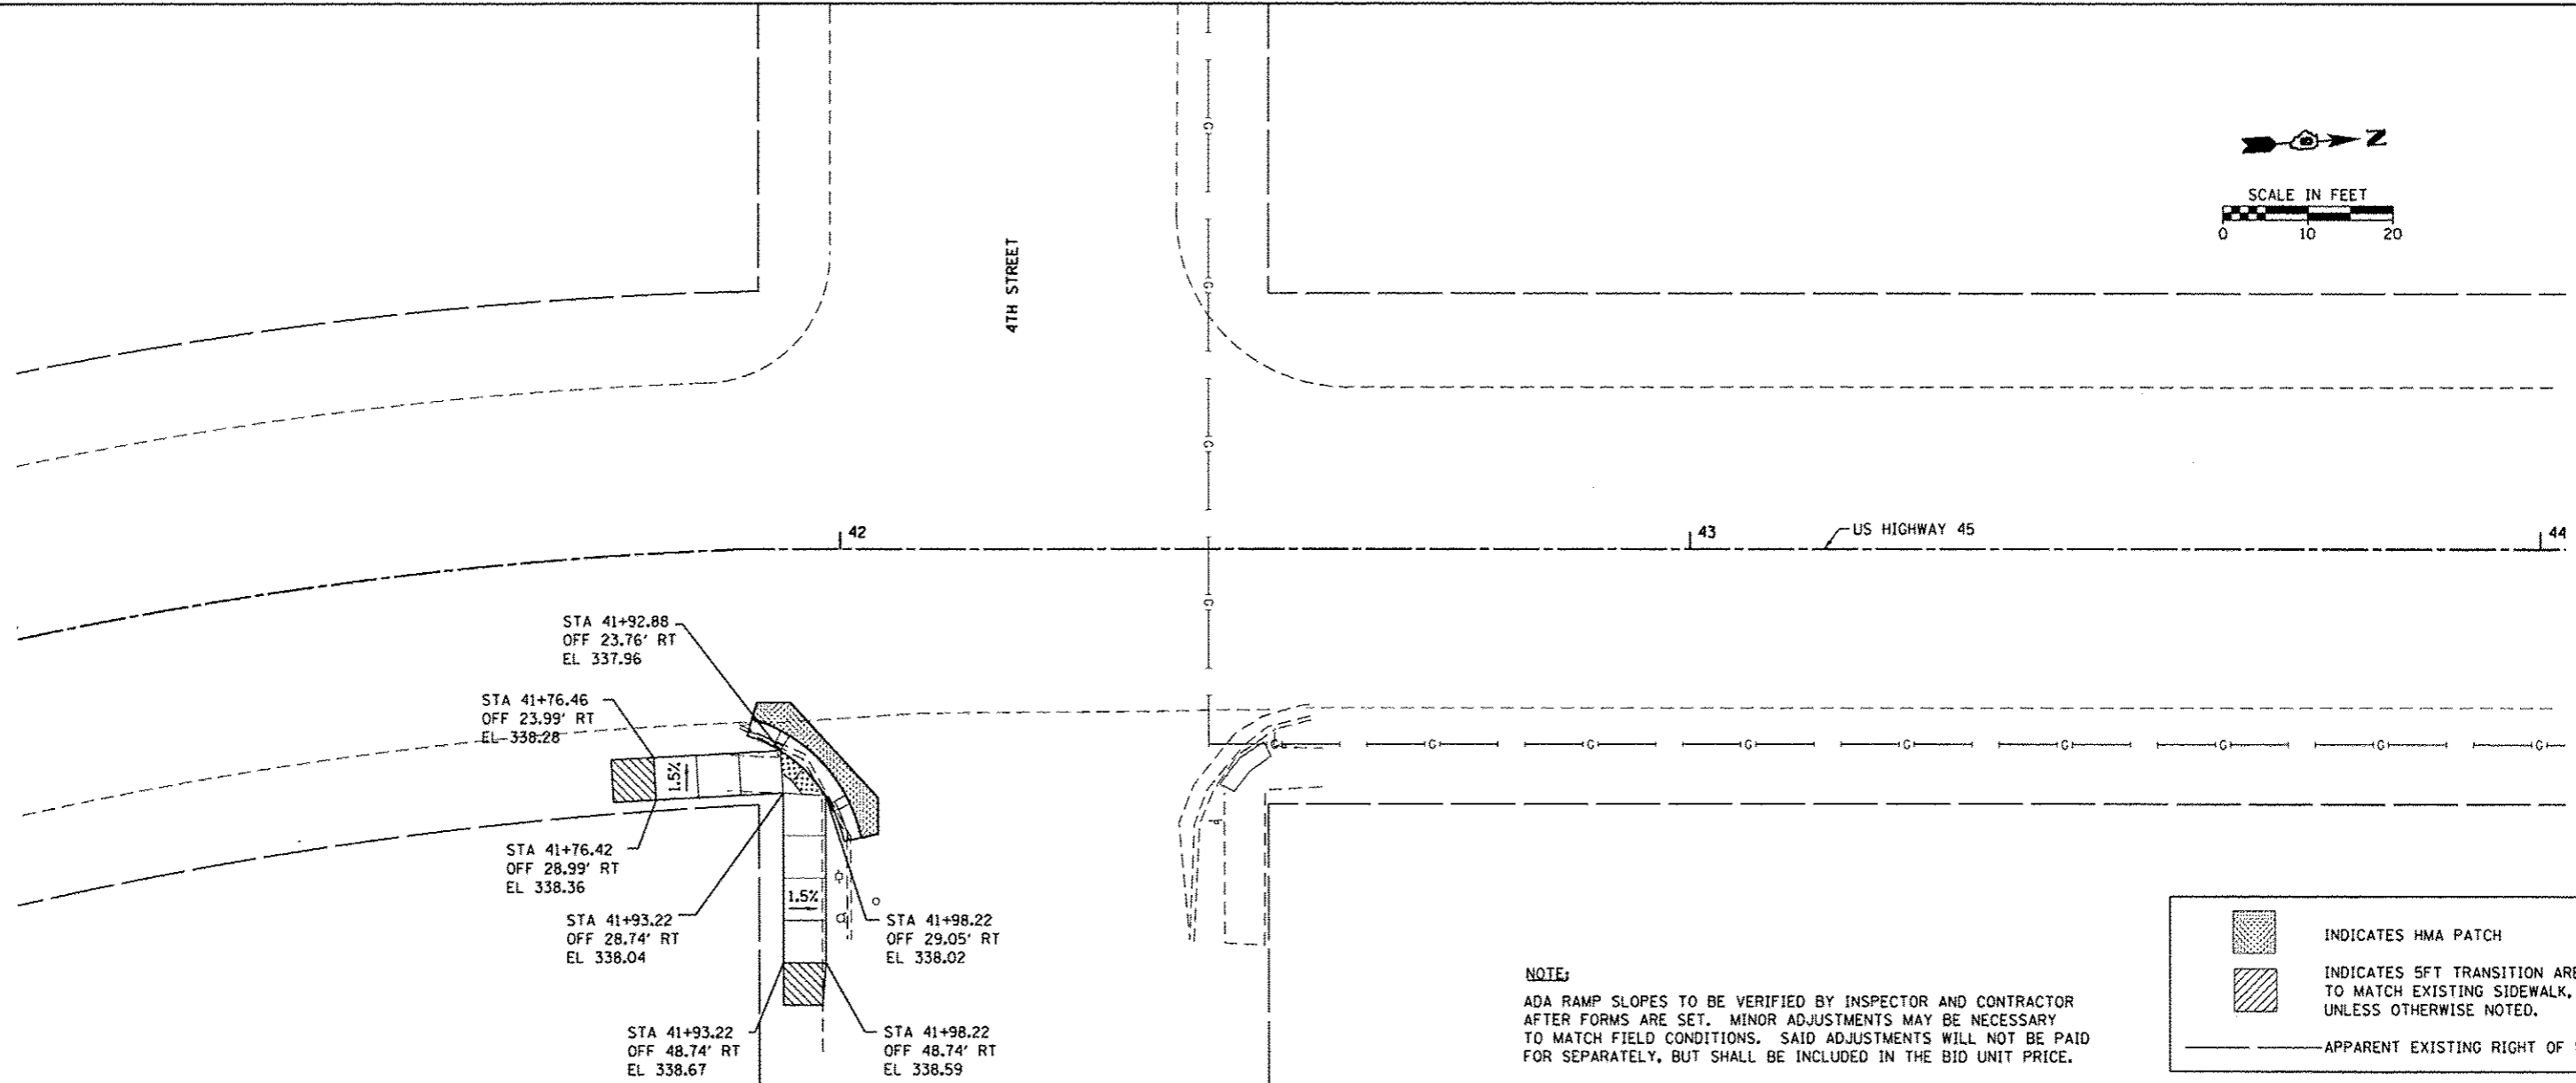 N
SCALE IN FEET
0 10 20
4TH STREET
42
43
44
US HIGHWAY 45
STA 41+92.88
OFF 23.76' RT
EL 337.96
STA 41+76.46
OFF 23.99' RT
EL 338.28
1.5%
STA 41+76.42
OFF 28.99' RT
EL 338.36
1.5%
STA 41+93.22
OFF 28.74' RT
EL 338.04
STA 41+98.22
OFF 29.05' RT
EL 338.02
STA 41+93.22
OFF 48.74' RT
EL 338.67
STA 41+98.22
OFF 48.74' RT
EL 338.59
G
G
G
G
G
G
G
G
G
G
G
G
G
NOTE:
ADA RAMP SLOPES TO BE VERIFIED BY INSPECTOR AND CONTRACTOR
AFTER FORMS ARE SET. MINOR ADJUSTMENTS MAY BE NECESSARY
TO MATCH FIELD CONDITIONS. SAID ADJUSTMENTS WILL NOT BE PAID
FOR SEPARATELY, BUT SHALL BE INCLUDED IN THE BID UNIT PRICE.
INDICATES HMA PATCH
INDICATES 5FT TRANSITION ARE
TO MATCH EXISTING SIDEWALK,
UNLESS OTHERWISE NOTED.
APPARENT EXISTING RIGHT OF